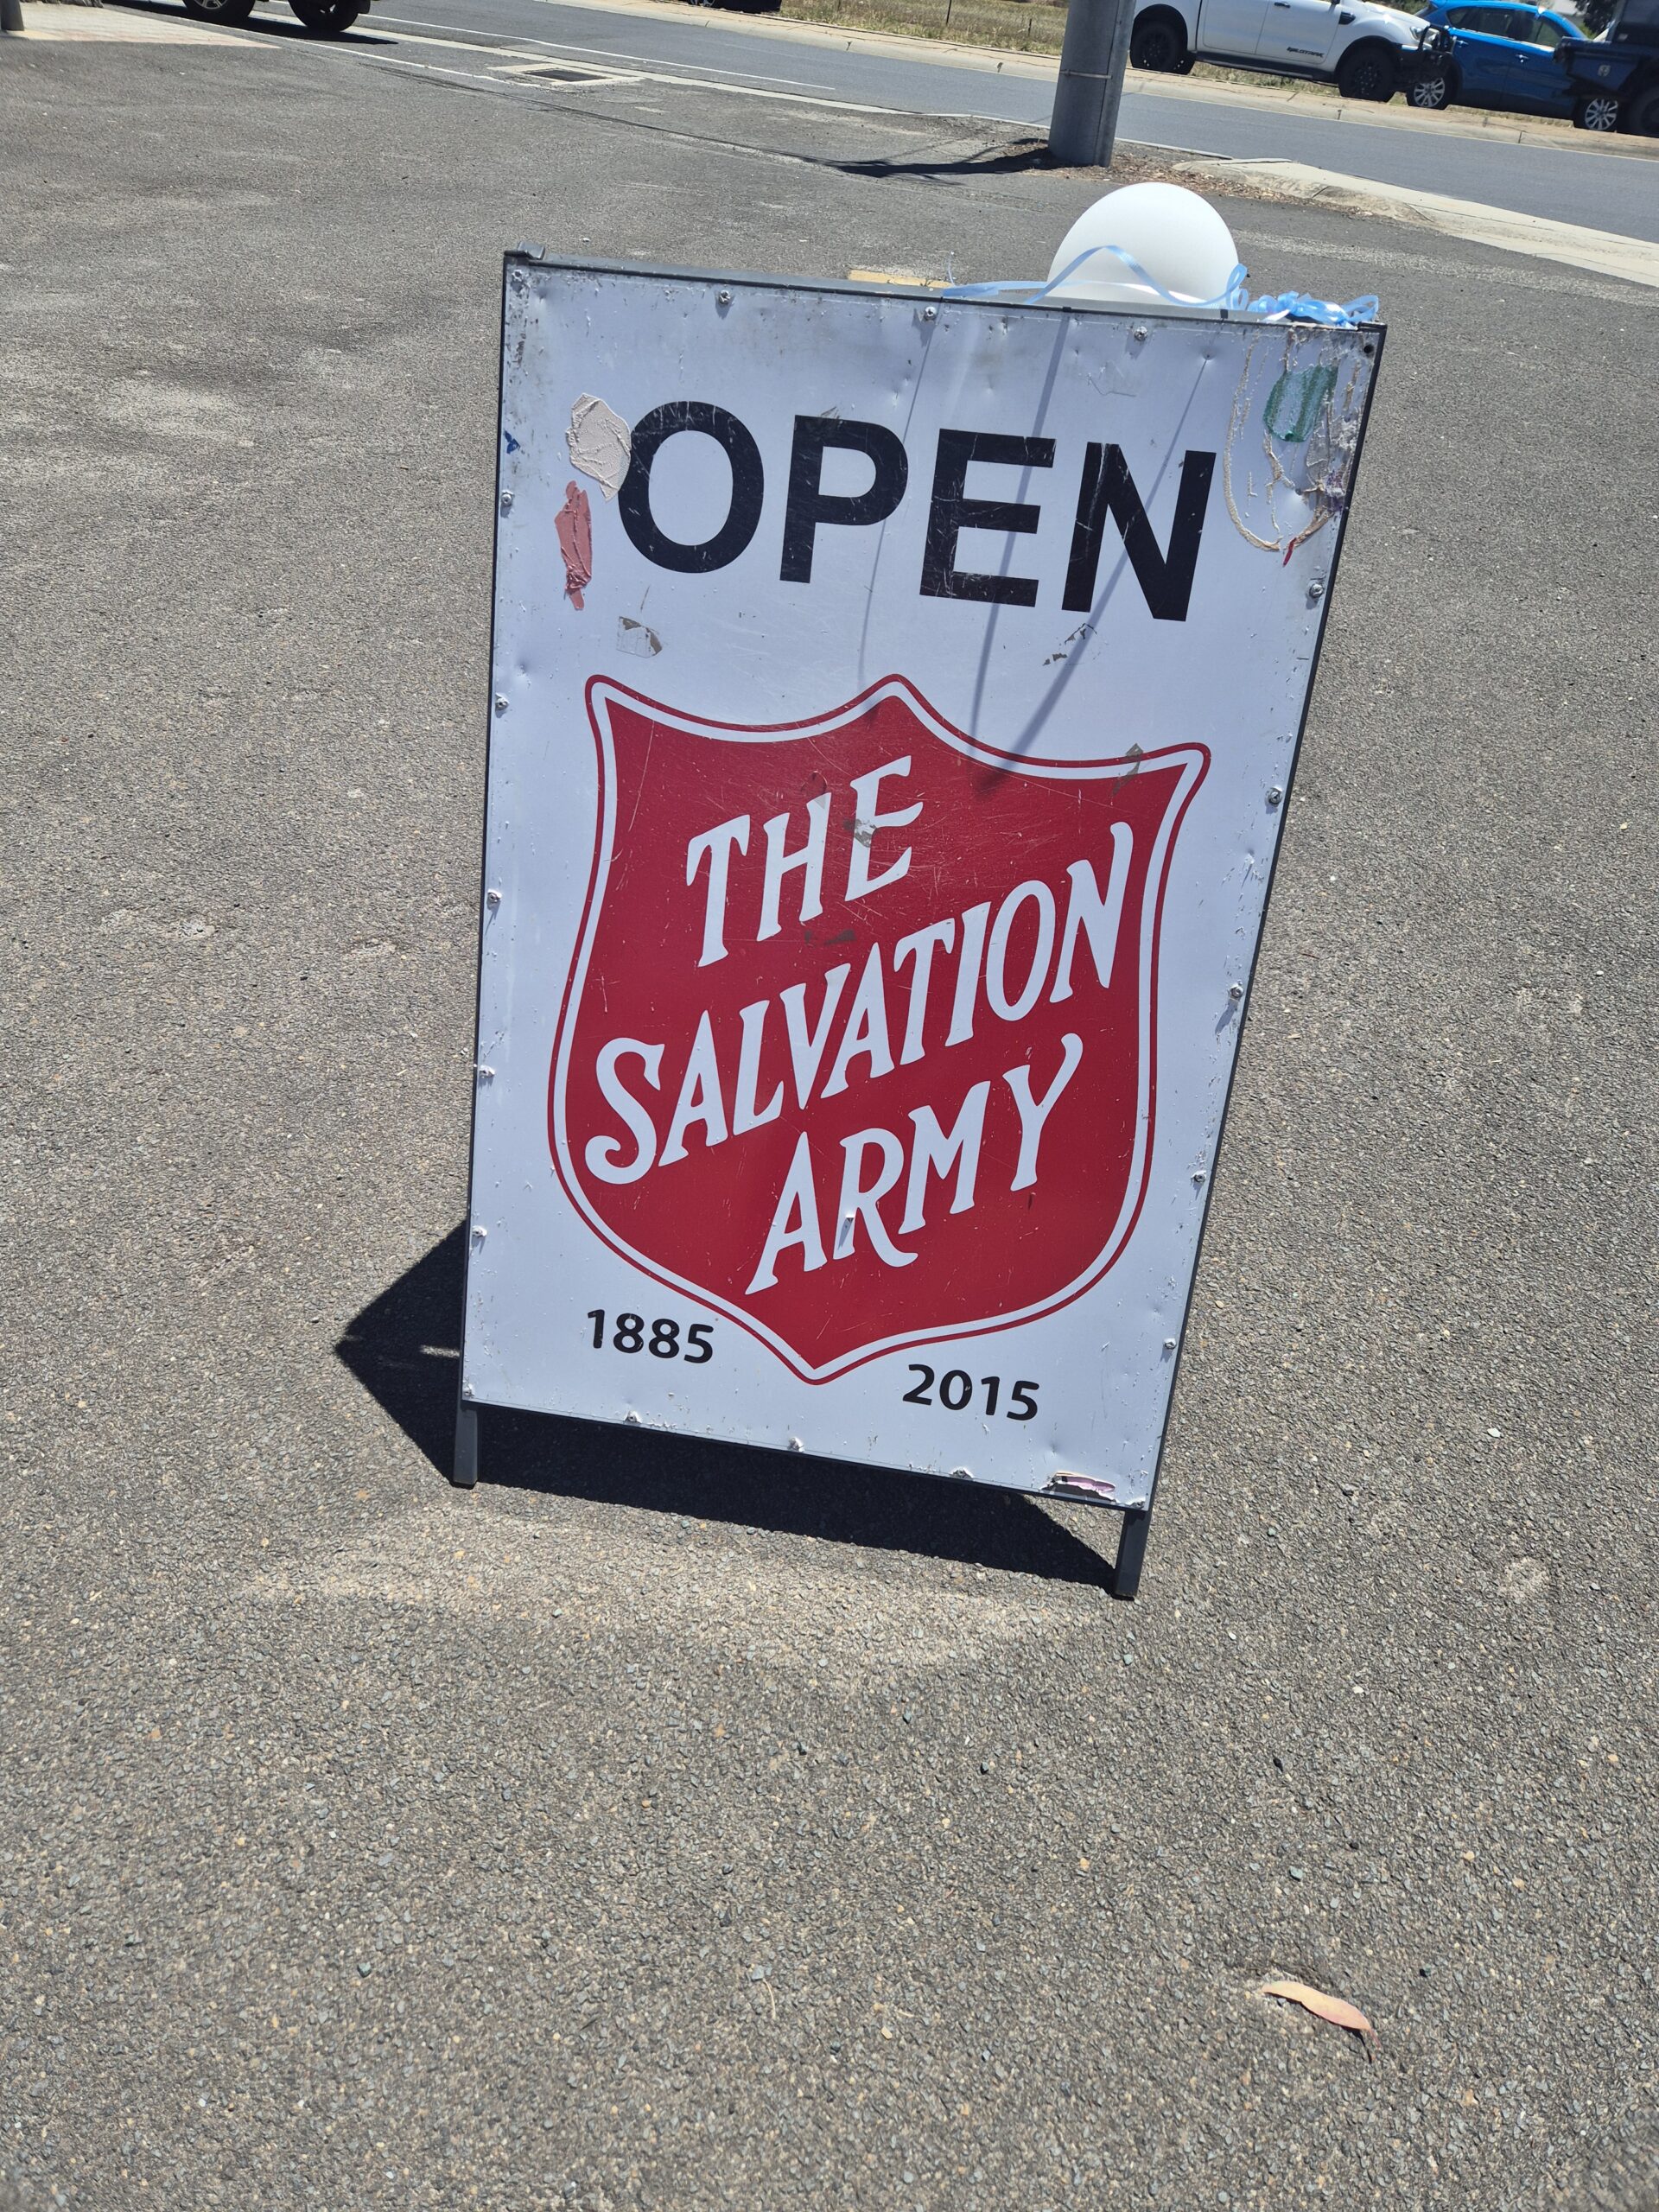 OPEN
THE
SALVATION
ARMY
1885
2015